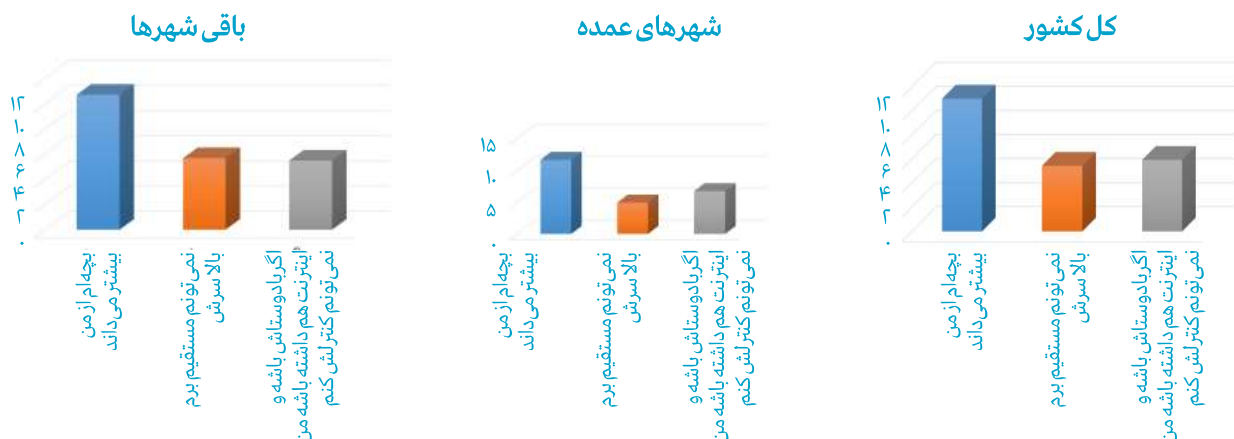 کل کشور
۱۲
۱۰
۸
۶
۴
۲
۰
بچه‌ام از من
بیشتر می‌داند
نمی‌تونم مستقیم برم
بالا سرش
اگر با دوستاش باشه و
اینترنت هم داشته باشه من
نمی‌تونم کنترلش کنم
شهرهای عمده
۱۵
۱۰
۵
۰
بچه‌ام از من
بیشتر می‌داند
نمی‌تونم مستقیم برم
بالا سرش
اگر با دوستاش باشه و
اینترنت هم داشته باشه من
نمی‌تونم کنترلش کنم
باقی شهرها
۱۲
۱۰
۸
۶
۴
۲
۰
بچه‌ام از من
بیشتر می‌داند
نمی‌تونم مستقیم برم
بالا سرش
اگر با دوستاش باشه و
اینترنت هم داشته باشه من
نمی‌تونم کنترلش کنم